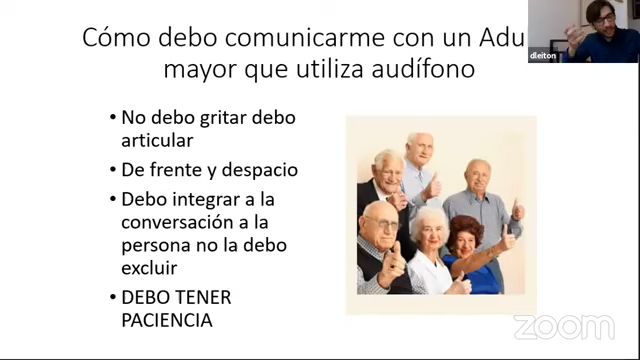 Cómo debo comunicarme con un Adu
mayor que utiliza audífono
dleiton
• No debo gritar debo
articular
• De frente y despacio
• Debo integrar a la
conversación a la
persona no la debo
excluir
• DEBO TENER
PACIENCIA
zoom